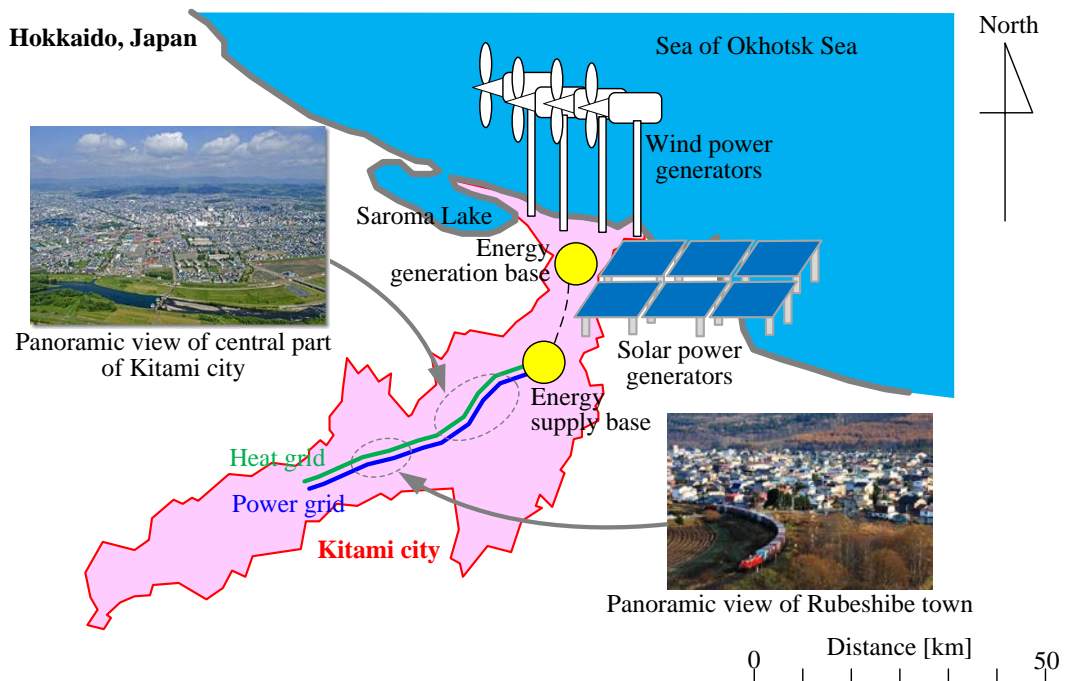 Hokkaido, Japan
Sea of Okhotsk Sea
North
Wind power
generators
Saroma Lake
Energy
generation base
Panoramic view of central part
of Kitami city
Solar power
generators
Energy
supply base
Heat grid
Power grid
Kitami city
Panoramic view of Rubeshibe town
Distance [km]
0
50